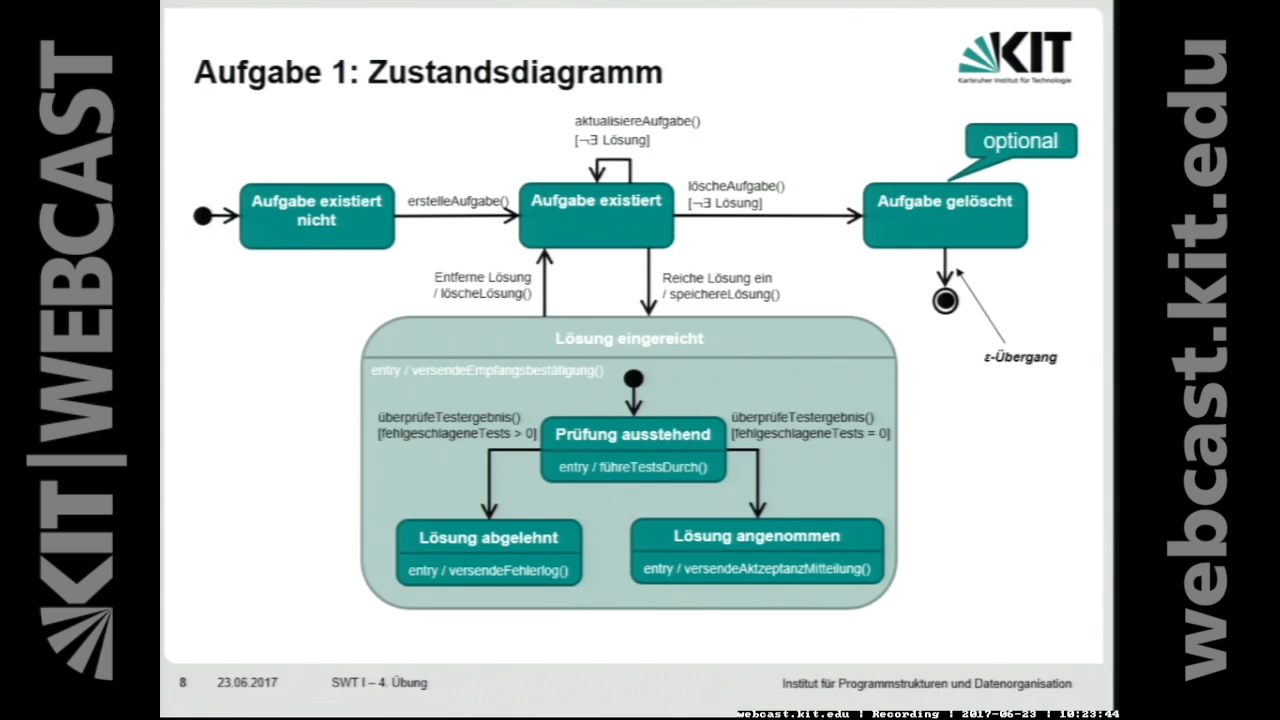 KIT | WEBCAST
Aufgabe 1: Zustandsdiagramm
KIT
Karlsruher Institut für Technologie
aktualisiereAufgabe()
[¬∃ Lösung]
optional
Aufgabe existiert
nicht
erstelleAufgabe()
Aufgabe existiert
löscheAufgabe()
[¬∃ Lösung]
Aufgabe gelöscht
Entferne Lösung
/ löscheLösung()
Reiche Lösung ein
/ speichereLösung()
ε-Übergang
Lösung eingereicht
entry / versendeEmpfangsbestätigung()
überprüfeTestergebnis()
[fehlgeschlageneTests > 0]
Prüfung ausstehend
entry / führeTestsDurch()
überprüfeTestergebnis()
[fehlgeschlageneTests = 0]
Lösung abgelehnt
entry / versendeFehlerlog()
Lösung angenommen
entry / versendeAktzeptanzMitteilung()
8 23.06.2017 SWT I – 4. Übung Institut für Programmstrukturen und Datenorganisation
webcast.kit.edu
webcast.kit.edu | Recording | 2017-06-23 | 10:23:44